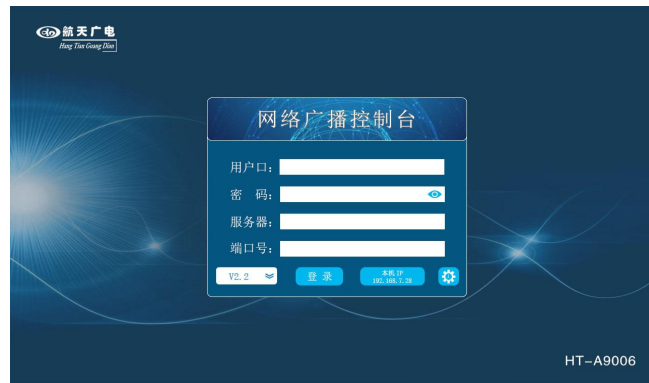 航天广电
Hang Tian Guang Dian
网络广播控制台
用户口:
密 码:
服务器:
端口号:
V2.2
登 录
本机 IP
192.168.7.28
HT-A9006